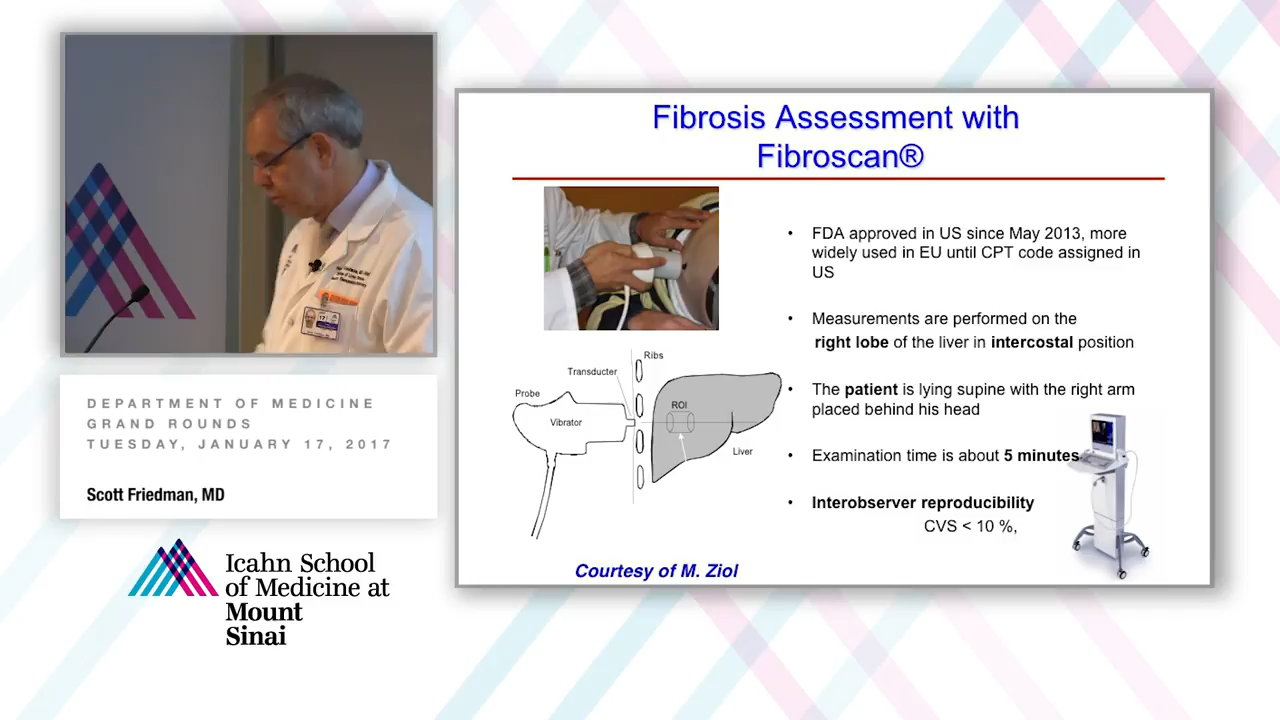 DEPARTMENT OF MEDICINE
GRAND ROUNDS
TUESDAY, JANUARY 17, 2017
Scott Friedman, MD
Icahn School
of Medicine at
Mount
Sinai
Fibrosis Assessment with
Fibroscan®
Ribs
Transducter
Probe
Vibrator
ROI
Liver
Courtesy of M. Ziol
• FDA approved in US since May 2013, more
widely used in EU until CPT code assigned in
US
• Measurements are performed on the
right lobe of the liver in intercostal position
• The patient is lying supine with the right arm
placed behind his head
• Examination time is about 5 minutes
• Interobserver reproducibility
CVS < 10 %,